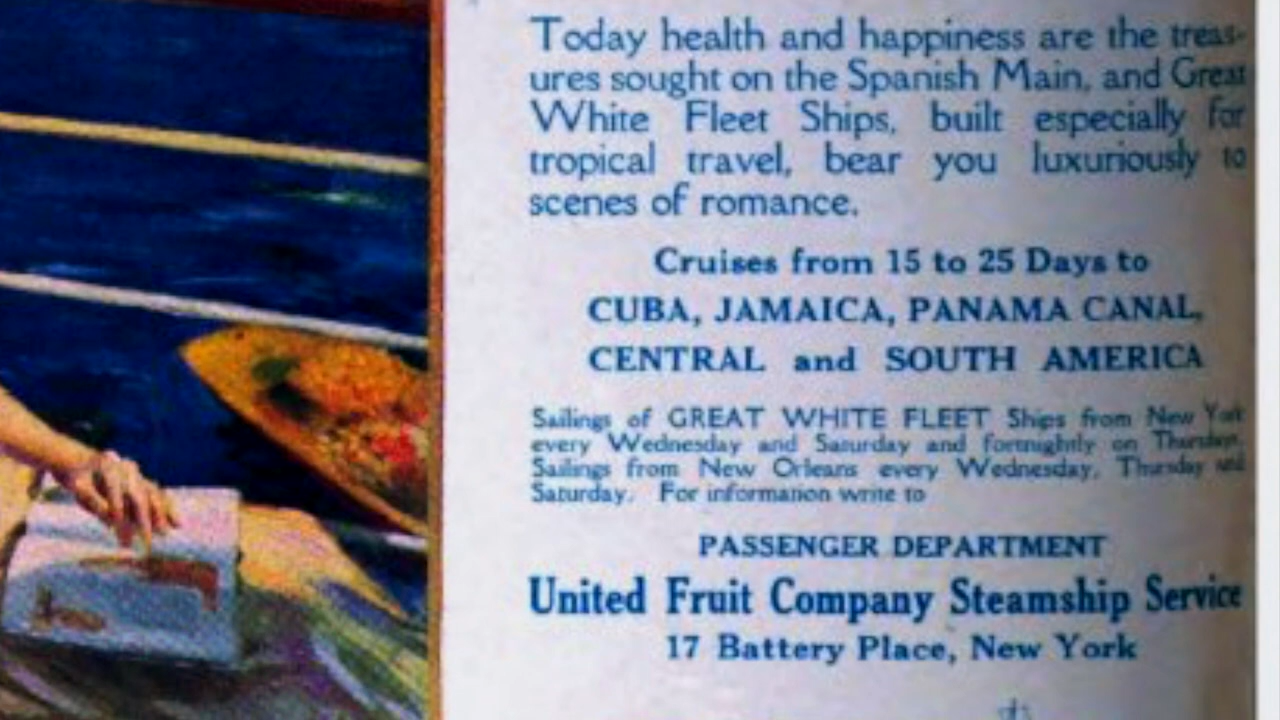 Today health and happiness are the treas-
ures sought on the Spanish Main, and Great
White Fleet Ships, built especially for
tropical travel, bear you luxuriously to
scenes of romance.
Cruises from 15 to 25 Days to
CUBA, JAMAICA, PANAMA CANAL,
CENTRAL and SOUTH AMERICA
Sailings of GREAT WHITE FLEET Ships from New York
every Wednesday and Saturday and fortnightly on Thursday.
Sailings from New Orleans every Wednesday, Thursday and
Saturday. For information write to
PASSENGER DEPARTMENT
United Fruit Company Steamship Service
17 Battery Place, New York